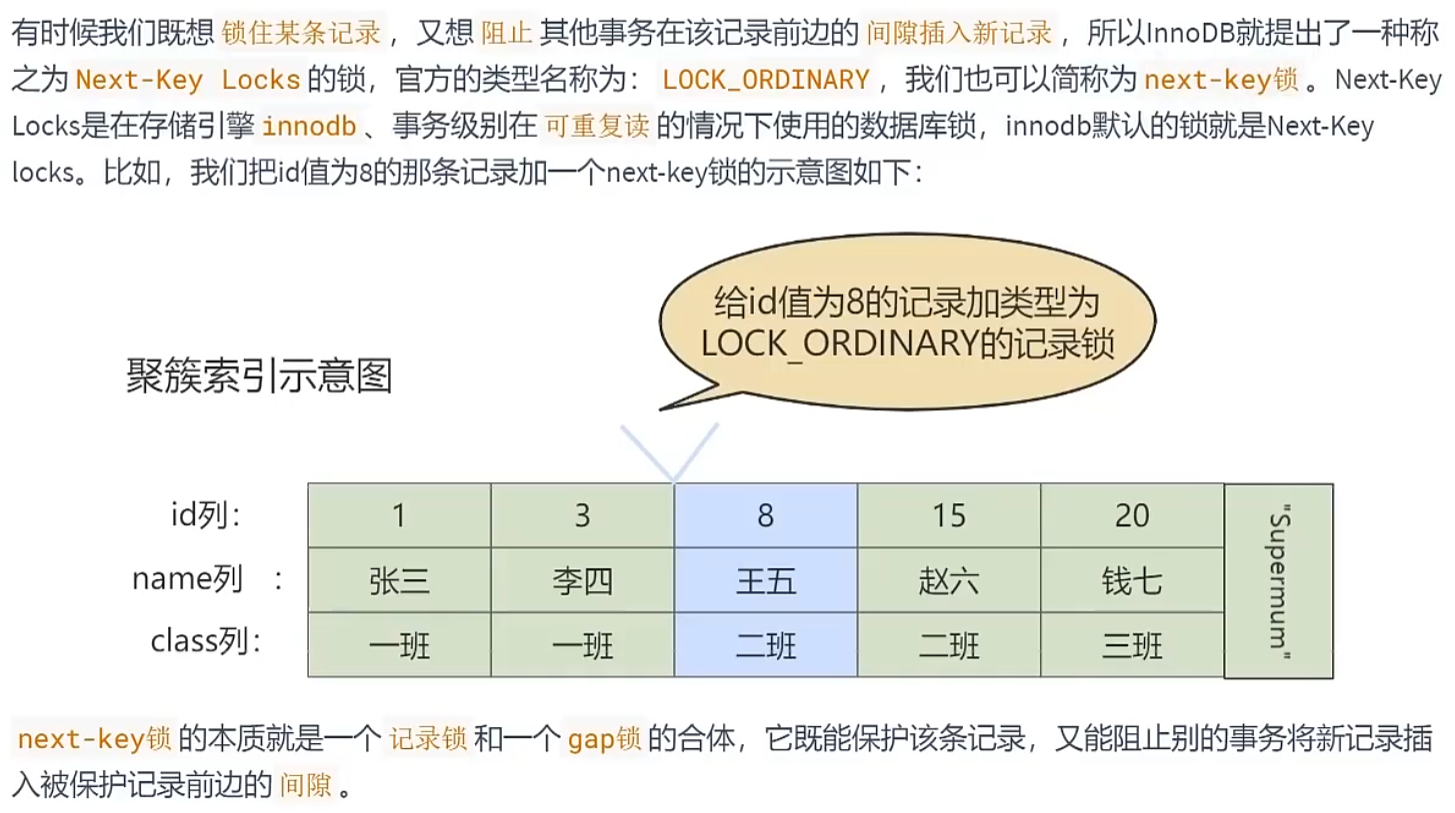 有时候我们既想 锁住某条记录 ，又想 阻止 其他事务在该记录前边的 间隙插入新记录 ，所以InnoDB就提出了一种称
之为 Next-Key Locks 的锁，官方的类型名称为： LOCK_ORDINARY ，我们也可以简称为 next-key锁 。Next-Key
Locks是在存储引擎 innodb 、事务级别在 可重复读 的情况下使用的数据库锁，innodb默认的锁就是Next-Key
locks。比如，我们把id值为8的那条记录加一个next-key锁的示意图如下：
给id值为8的记录加类型为
LOCK_ORDINARY的记录锁
聚簇索引示意图
id列： 1 3 8 15 20
name列 ： 张三 李四 王五 赵六 钱七
class列： 一班 一班 二班 二班 三班
"Supermum"
next-key锁 的本质就是一个 记录锁 和一个 gap锁 的合体，它既能保护该条记录，又能阻止别的事务将新记录插
入被保护记录前边的 间隙 。